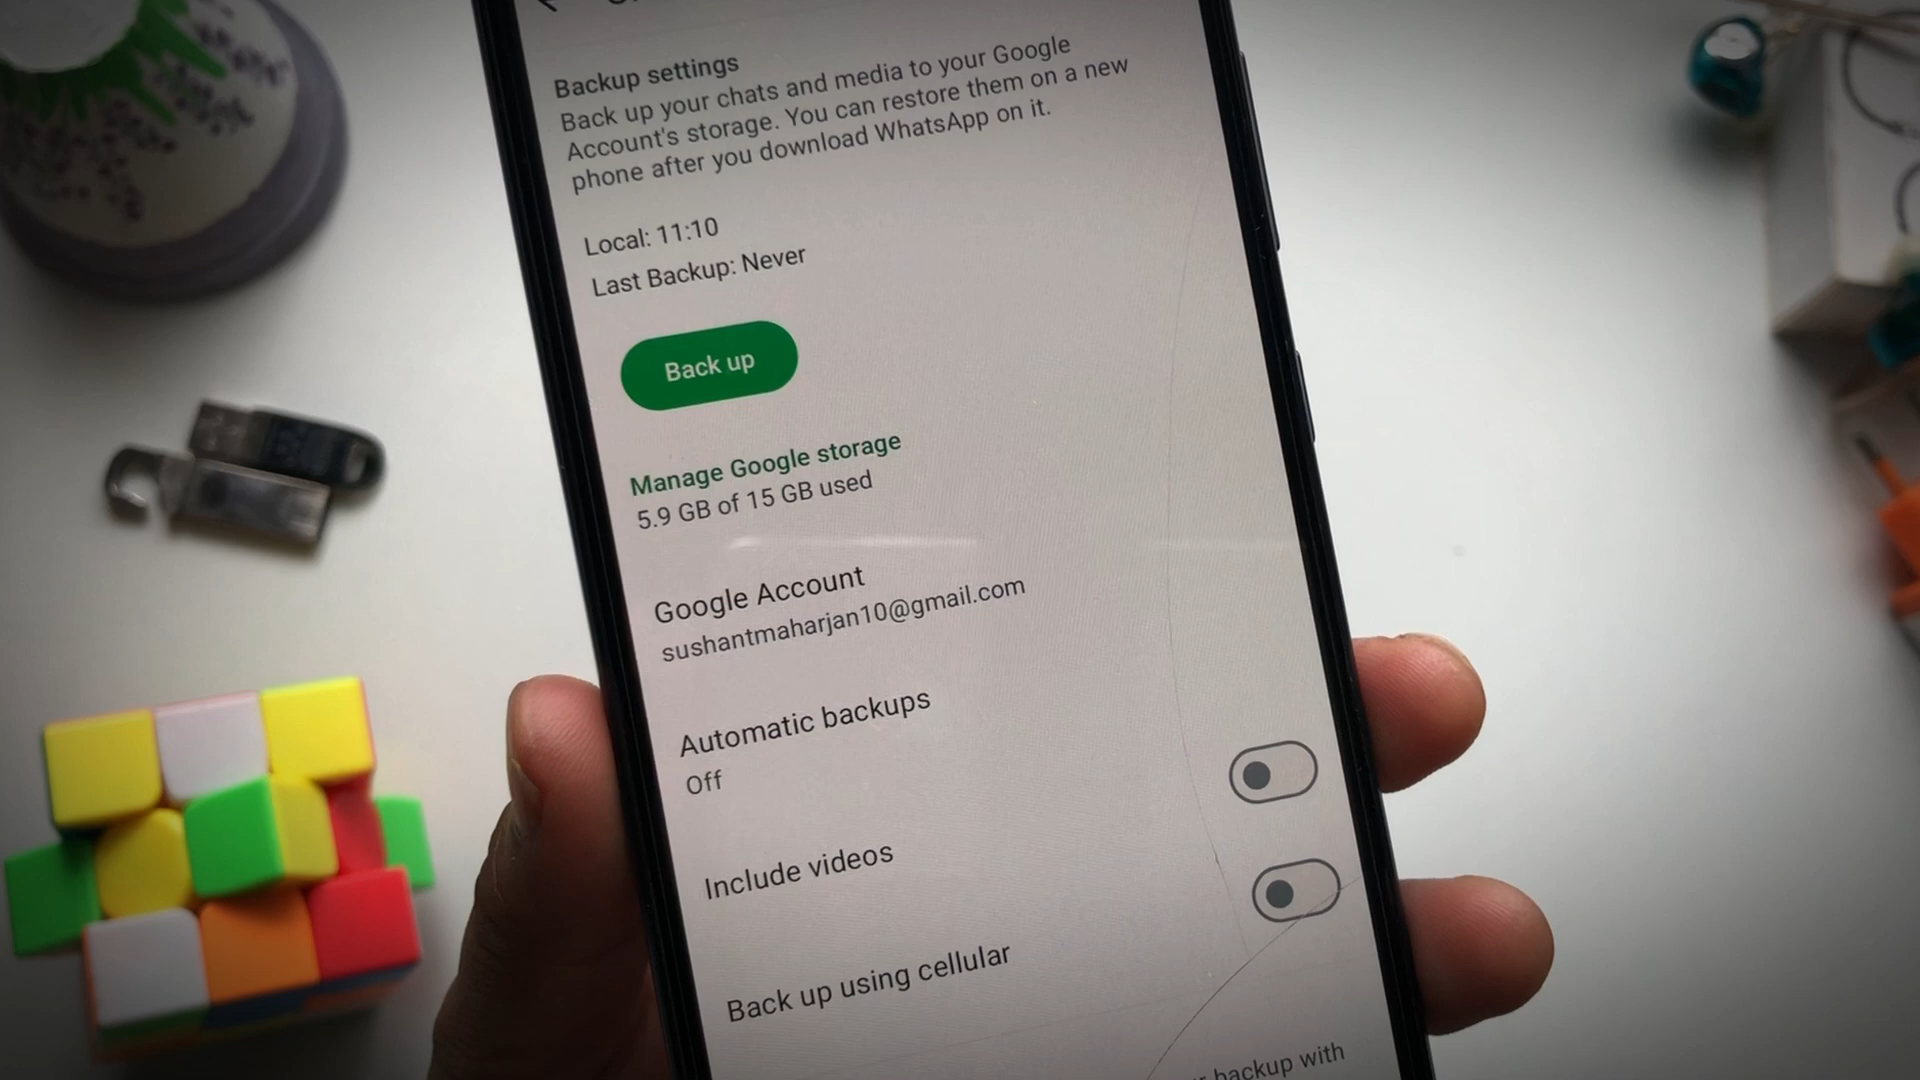 Backup settings
Back up your chats and media to your Google
Account's storage. You can restore them on a new
phone after you download WhatsApp on it.
Local: 11:10
Last Backup: Never
Back up
Manage Google storage
5.9 GB of 15 GB used
Google Account
sushantmaharjan10@gmail.com
Automatic backups
Off
Include videos
Back up using cellular
backup with